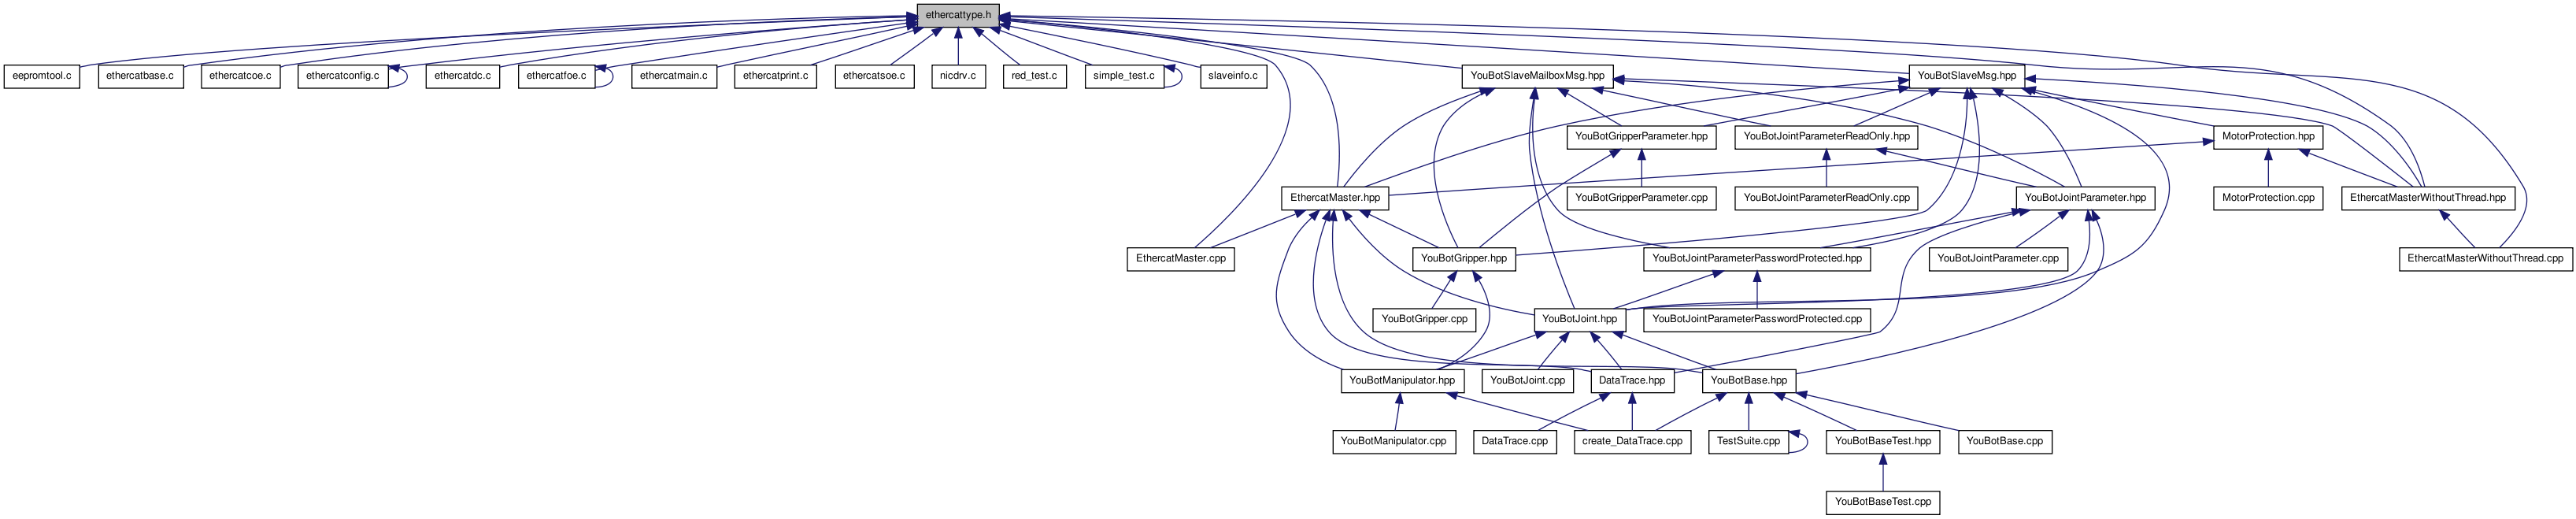 ethercattype.h
eepromtool.c
ethercatbase.c
ethercatcoe.c
ethercatconfig.c
ethercatdc.c
ethercatfoe.c
ethercatmain.c
ethercatprint.c
ethercatsoe.c
nicdrv.c
red_test.c
simple_test.c
slaveinfo.c
YouBotSlaveMailboxMsg.hpp
YouBotSlaveMsg.hpp
YouBotGripperParameter.hpp
YouBotJointParameterReadOnly.hpp
MotorProtection.hpp
EthercatMaster.hpp
YouBotGripperParameter.cpp
YouBotJointParameterReadOnly.cpp
YouBotJointParameter.hpp
MotorProtection.cpp
EthercatMasterWithoutThread.hpp
EthercatMaster.cpp
YouBotGripper.hpp
YouBotJointParameterPasswordProtected.hpp
YouBotJointParameter.cpp
EthercatMasterWithoutThread.cpp
YouBotGripper.cpp
YouBotJoint.hpp
YouBotJointParameterPasswordProtected.cpp
YouBotManipulator.hpp
YouBotJoint.cpp
DataTrace.hpp
YouBotBase.hpp
YouBotManipulator.cpp
DataTrace.cpp
create_DataTrace.cpp
TestSuite.cpp
YouBotBaseTest.hpp
YouBotBase.cpp
YouBotBaseTest.cpp